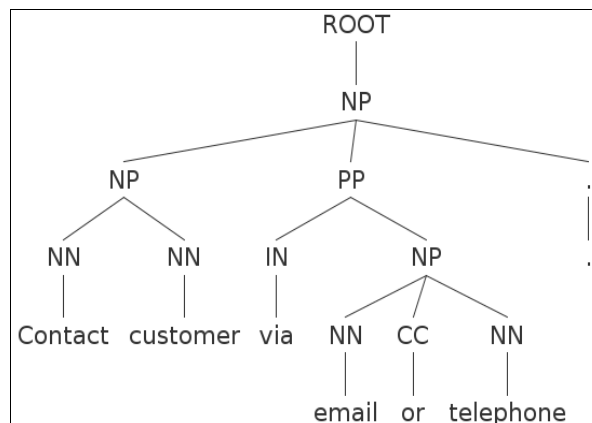 ROOT
NP
NP PP .
NN NN IN NP .
Contact customer via NN CC NN
email or telephone